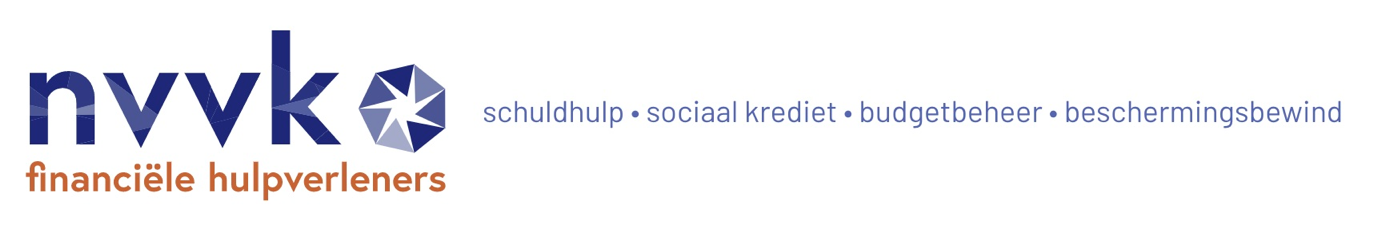 nvvk
financiële hulpverleners
schuldhulp • sociaal krediet • budgetbeheer • beschermingsbewind